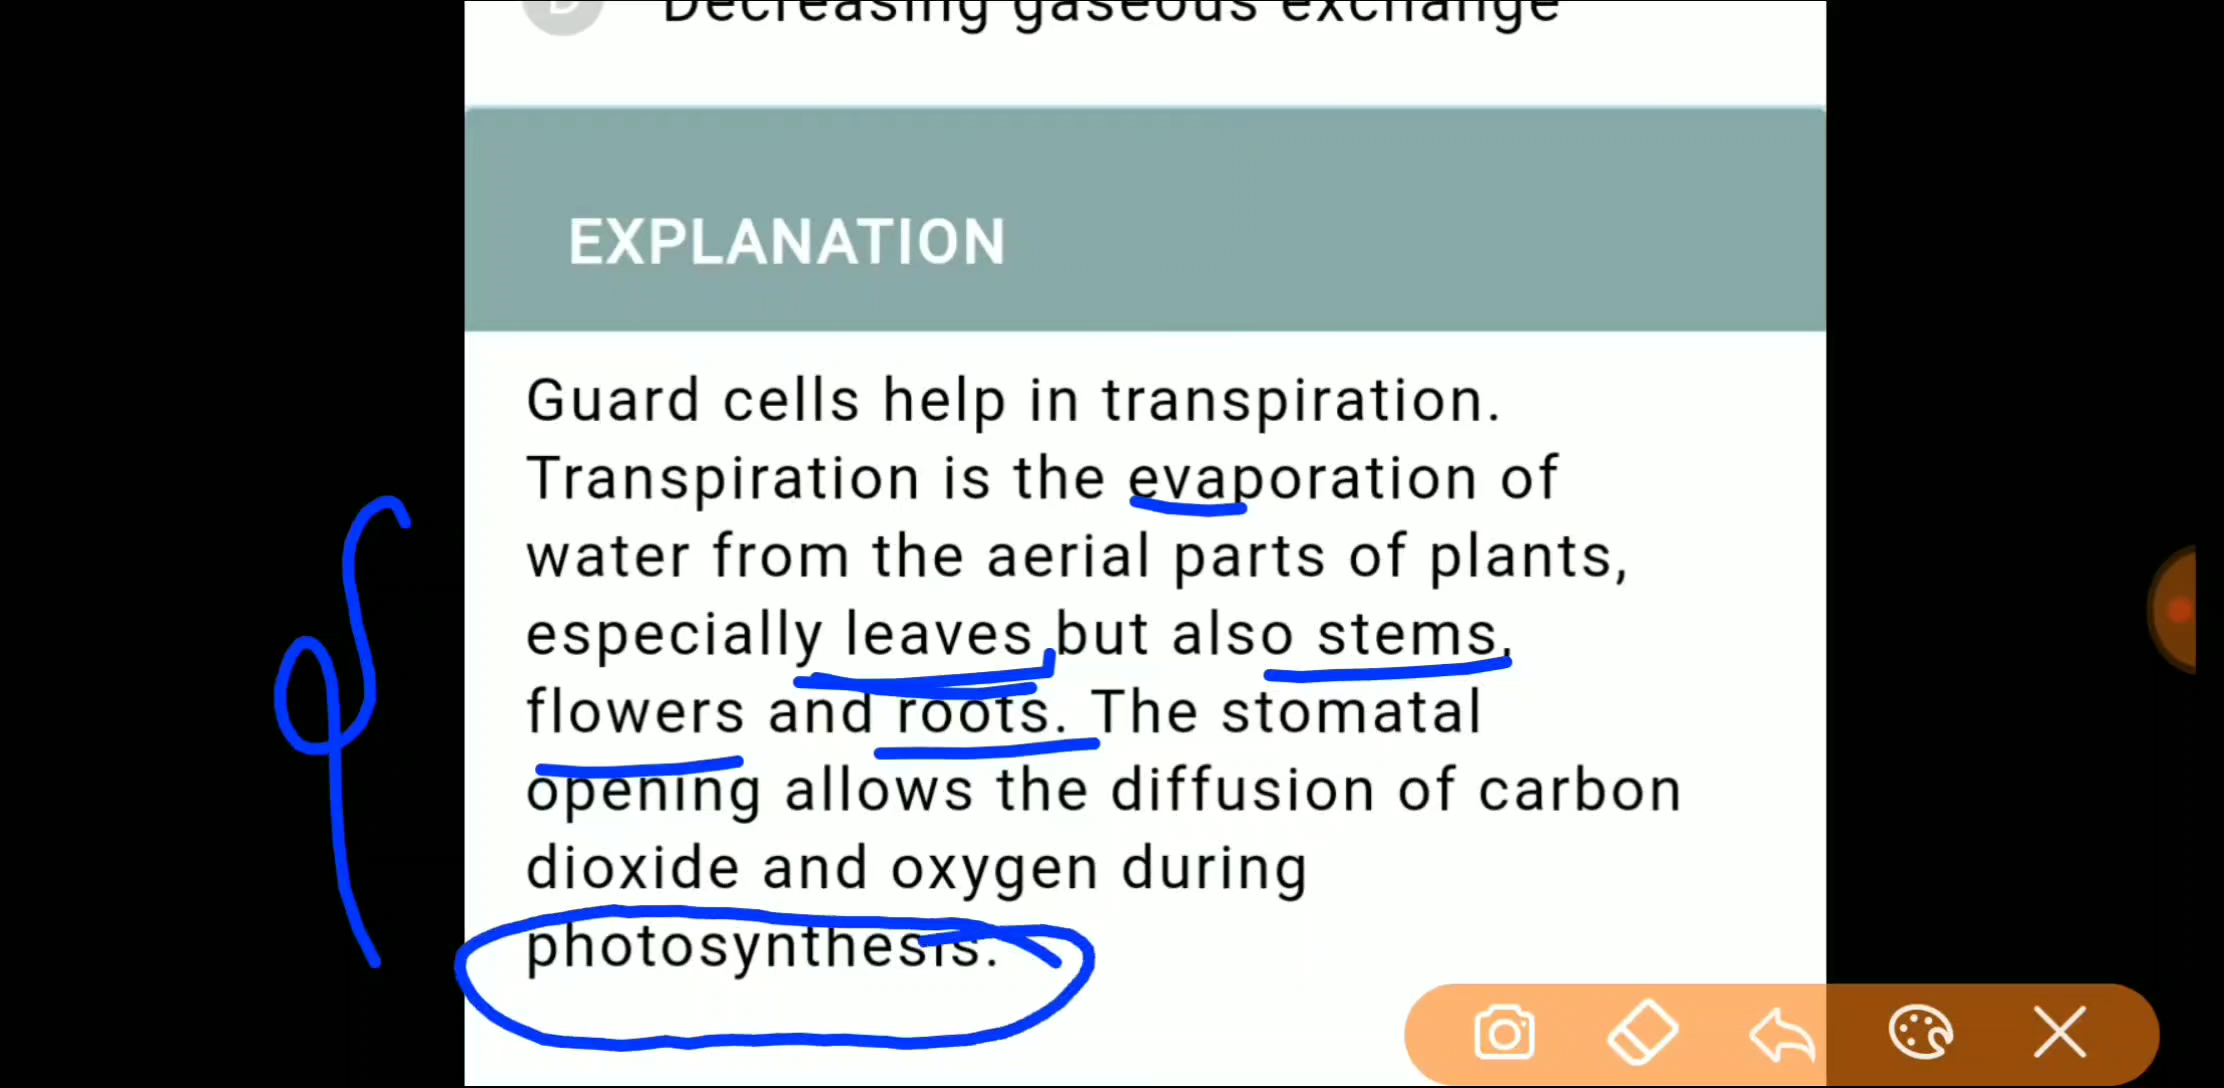 D Decreasing gaseous exchange
EXPLANATION
Guard cells help in transpiration.
Transpiration is the evaporation of
water from the aerial parts of plants,
especially leaves but also stems,
flowers and roots. The stomatal
opening allows the diffusion of carbon
dioxide and oxygen during
photosynthesis.